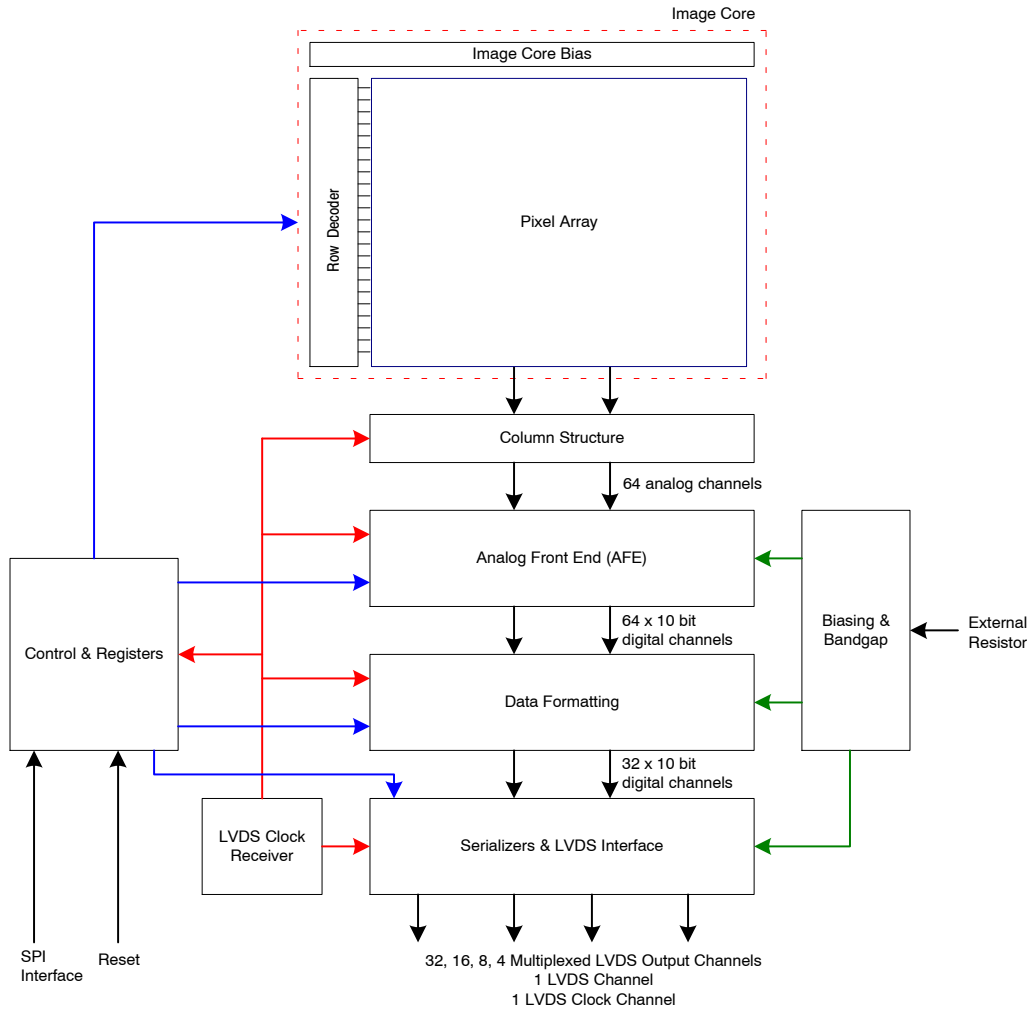 Image Core
Image Core Bias
Row Decoder
Pixel Array
Column Structure
64 analog channels
Analog Front End (AFE)
64 x 10 bit
digital channels
Biasing &
Bandgap
External
Resistor
Control & Registers
Data Formatting
32 x 10 bit
digital channels
LVDS Clock
Receiver
Serializers & LVDS Interface
SPI
Interface
Reset
32, 16, 8, 4 Multiplexed LVDS Output Channels
1 LVDS Channel
1 LVDS Clock Channel